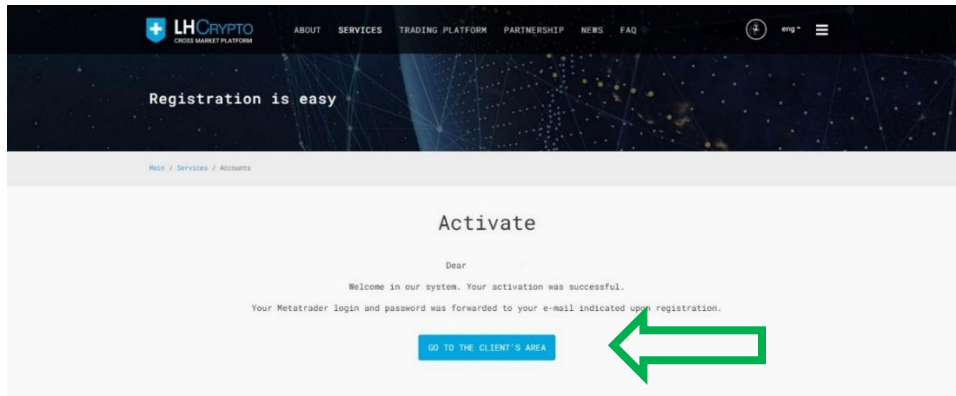 LHCRYPTO
CROSS MARKET PLATFORM
ABOUT SERVICES TRADING PLATFORM PARTNERSHIP NEWS FAQ
eng
Registration is easy
Main / Services / Accounts
Activate
Dear
Welcome in our system. Your activation was successful.
Your Metatrader login and password was forwarded to your e-mail indicated upon registration.
GO TO THE CLIENT'S AREA